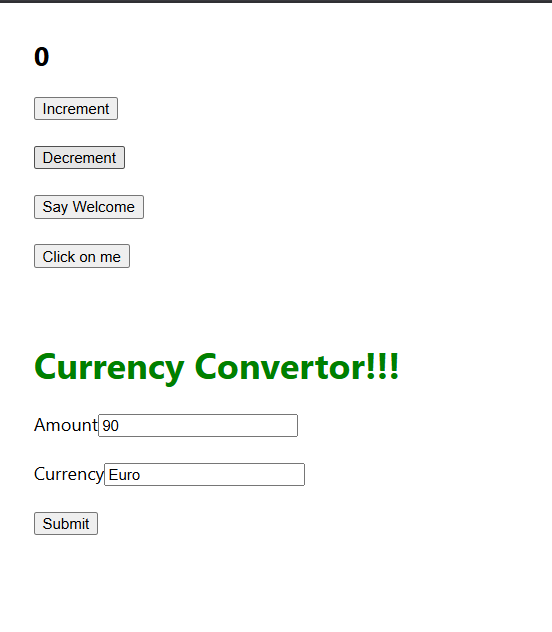 0
Increment
Decrement
Say Welcome
Click on me
Currency Convertor!!!
Amount 90
Currency Euro
Submit